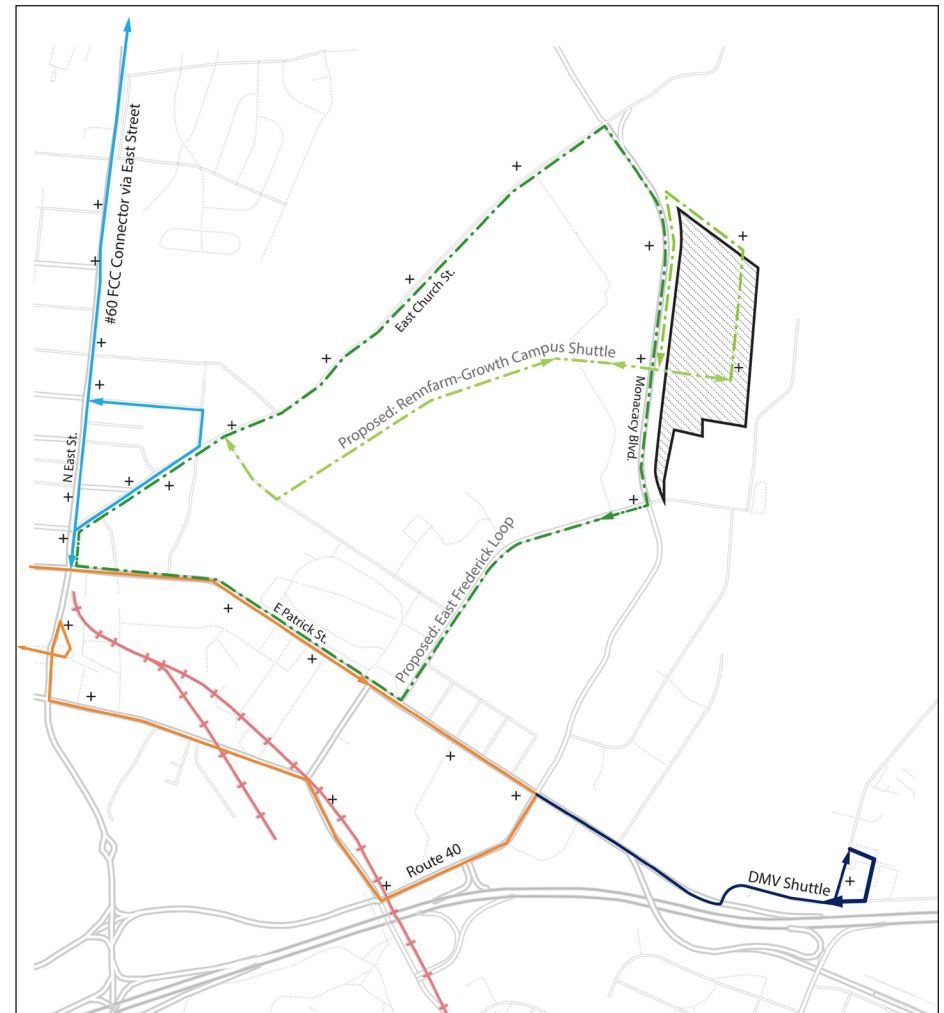 #60 FCC Connector via East Street
East Church St.
Proposed: Rennfarm-Growth Campus Shuttle
Monacacy Blvd.
N East St.
Proposed: East Frederick Loop
E Patrick St.
Route 40
DMV Shuttle